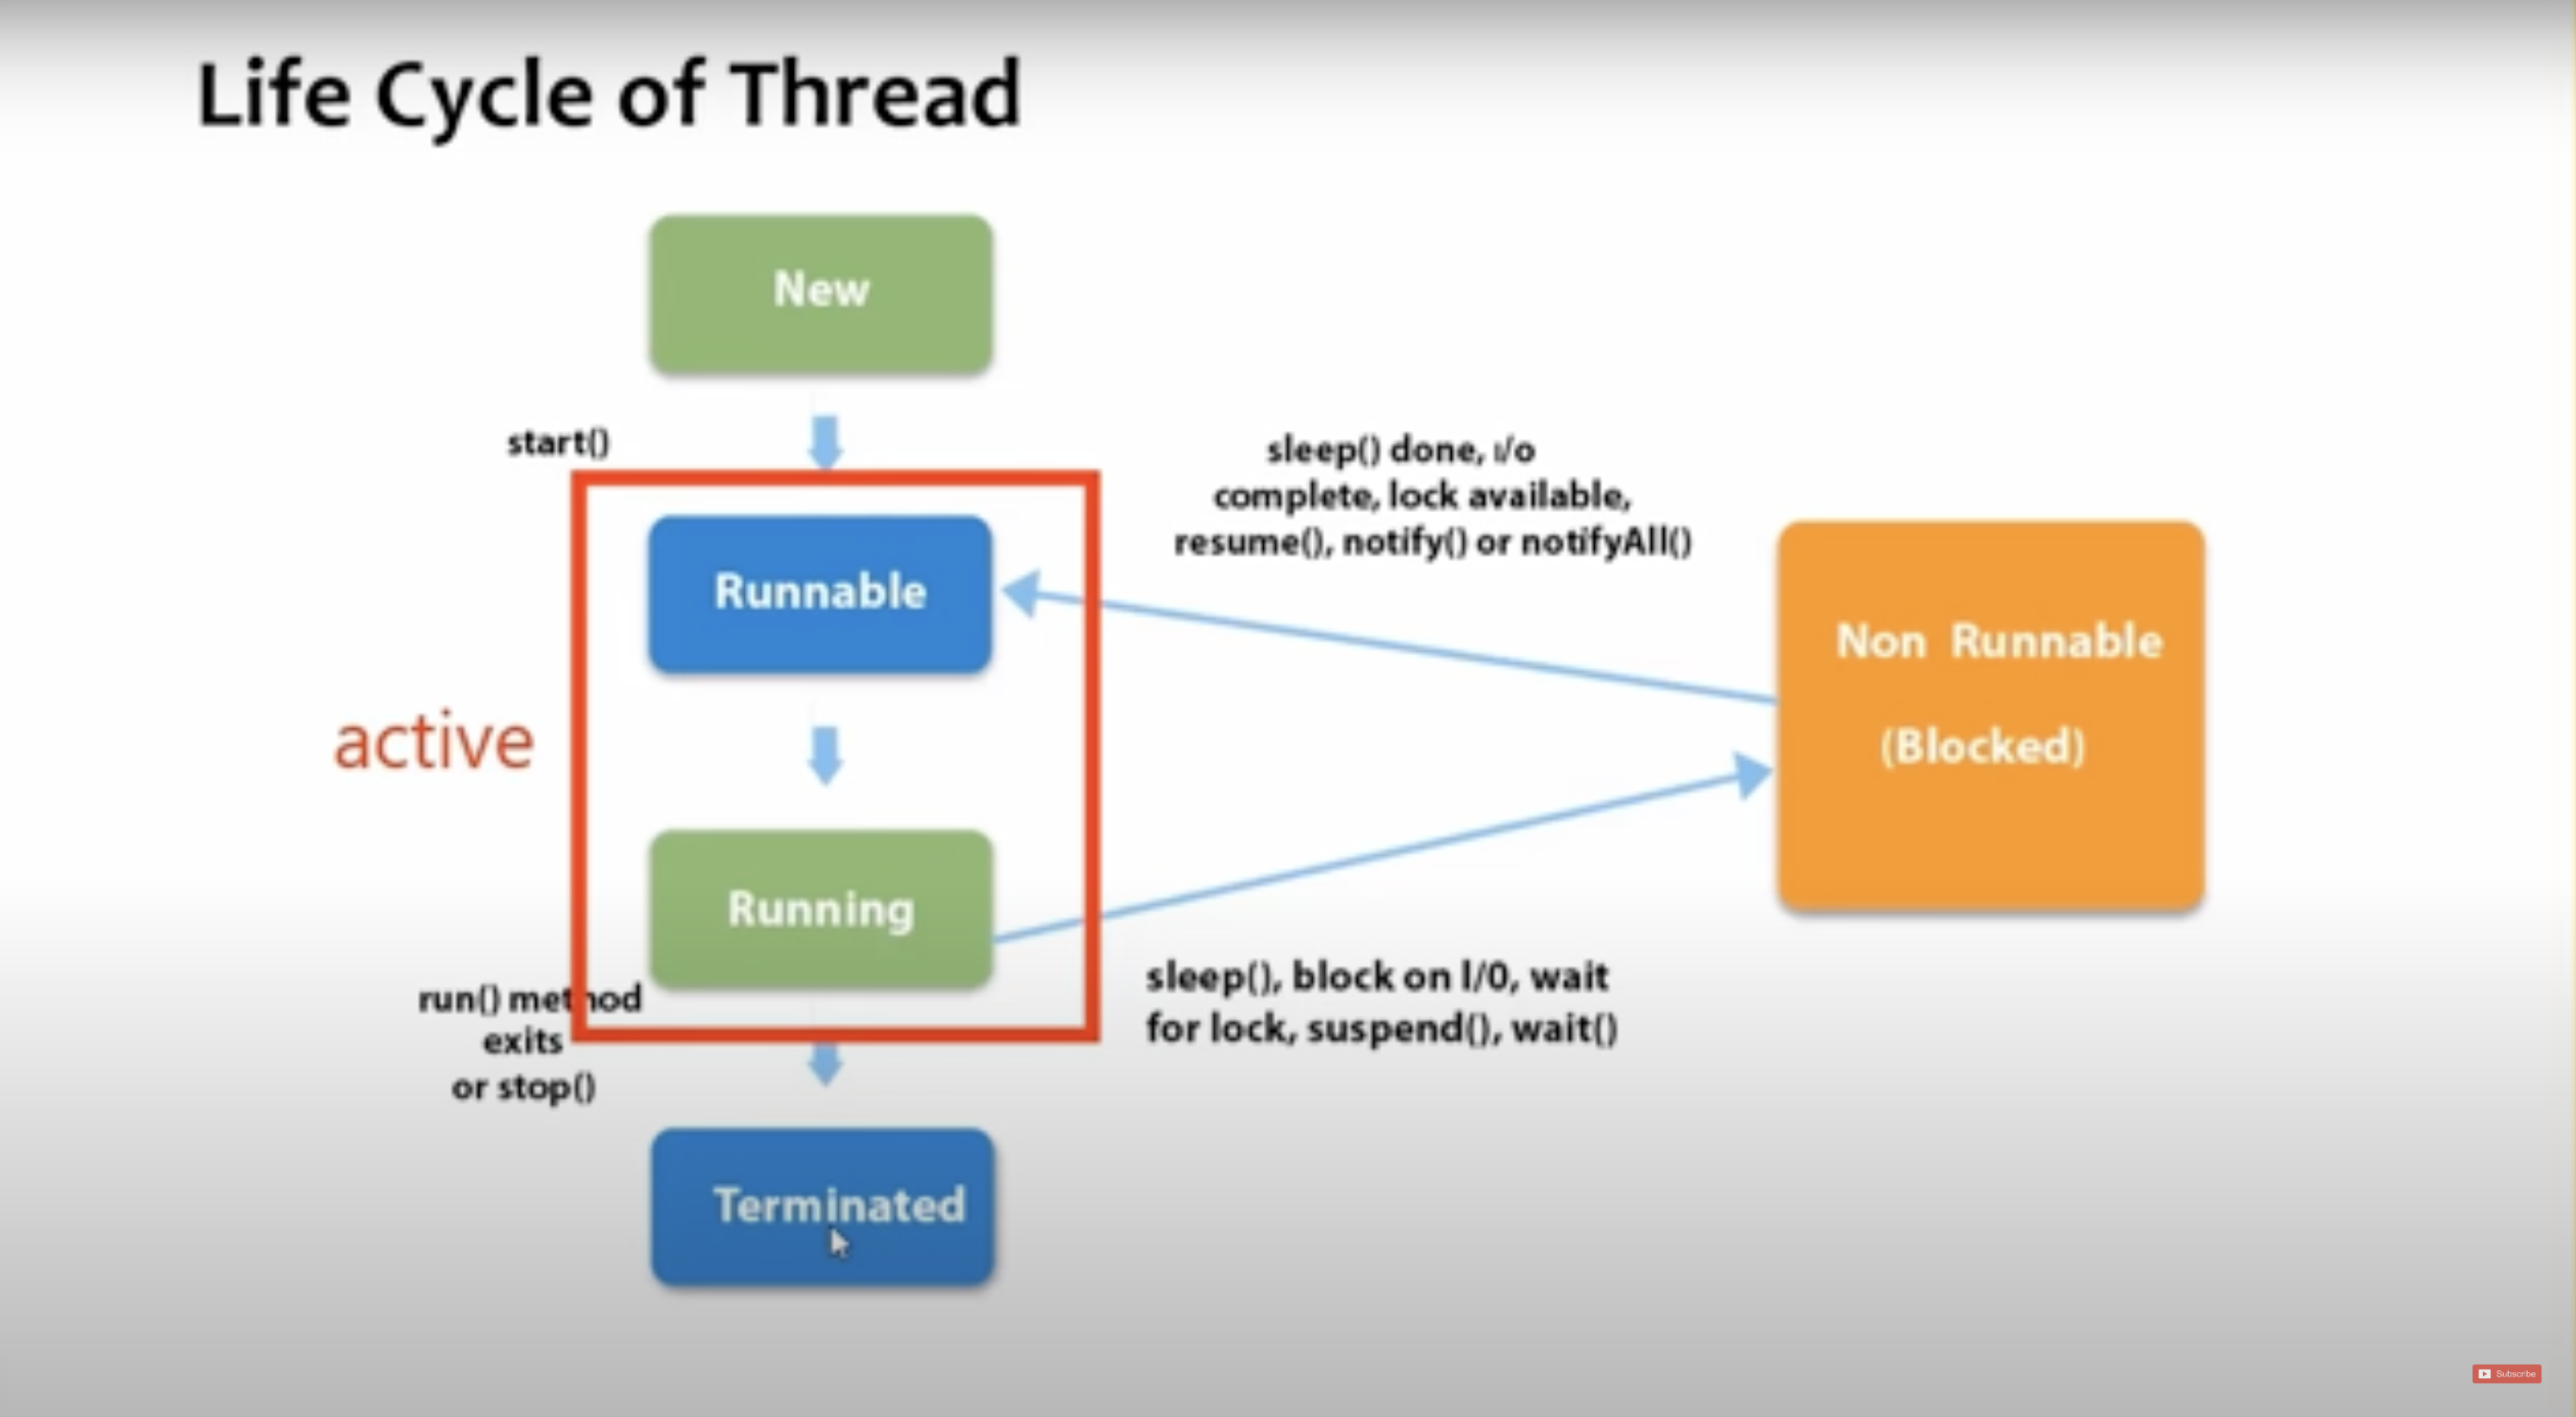 Life Cycle of Thread
New
start()
sleep() done, i/o
complete, lock available,
resume(), notify() or notifyAll()
Runnable
Non Runnable
(Blocked)
active
Running
run() method
exits
or stop()
sleep(), block on I/0, wait
for lock, suspend(), wait()
Terminated
Subscribe